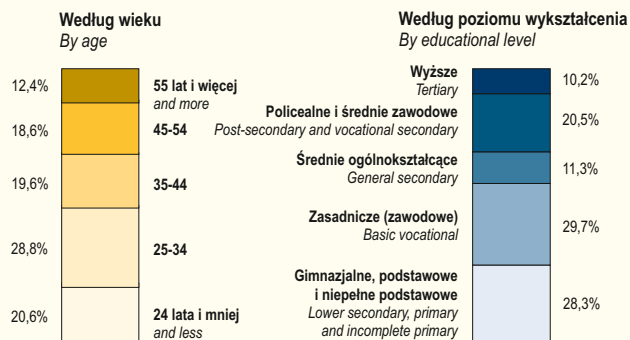 Według wieku
By age
12,4%
55 lat i więcej
and more
18,6%
45-54
19,6%
35-44
28,8%
25-34
20,6%
24 lata i mniej
and less
Według poziomu wykształcenia
By educational level
Wyższe
Tertiary
10,2%
Policealne i średnie zawodowe
Post-secondary and vocational secondary
20,5%
Średnie ogólnokształcące
General secondary
11,3%
Zasadnicze (zawodowe)
Basic vocational
29,7%
Gimnazjalne, podstawowe
i niepełne podstawowe
Lower secondary, primary
and incomplete primary
28,3%